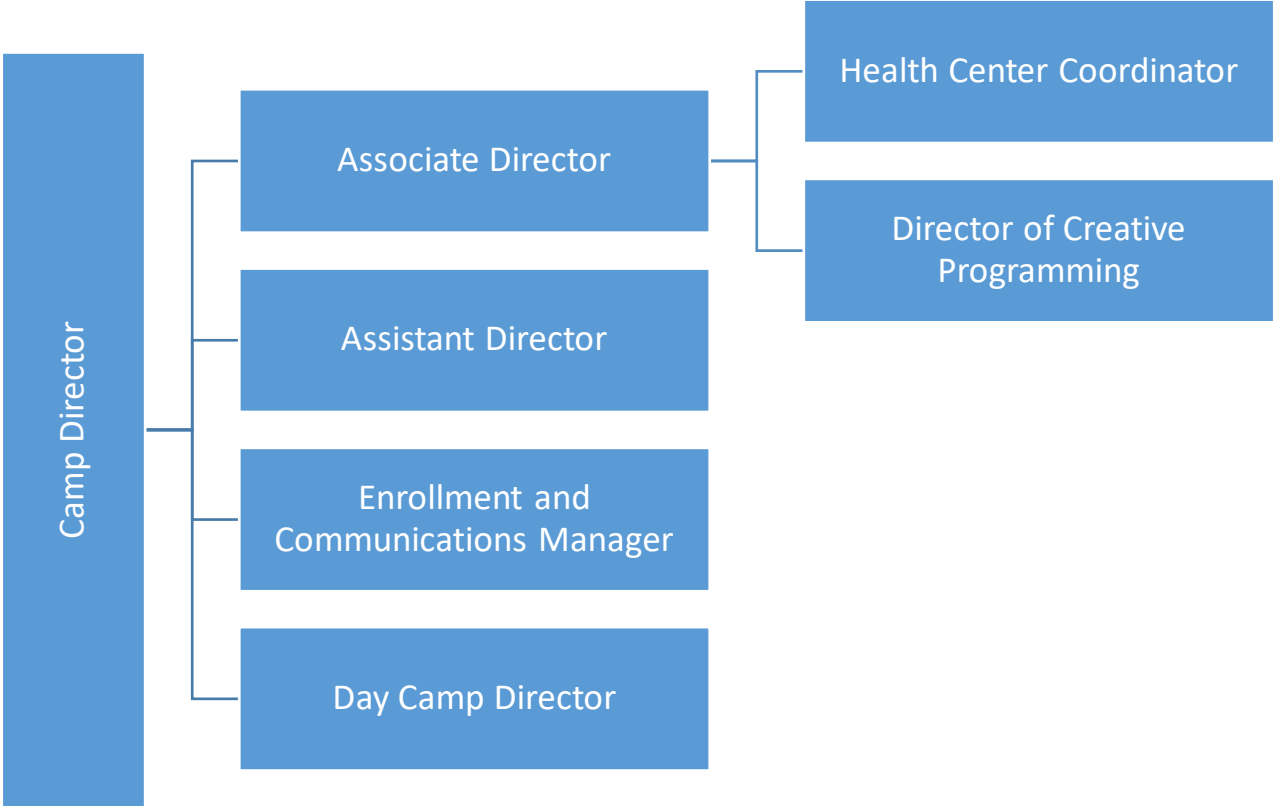 Camp Director
Associate Director
Health Center Coordinator
Director of Creative
Programming
Assistant Director
Enrollment and
Communications Manager
Day Camp Director